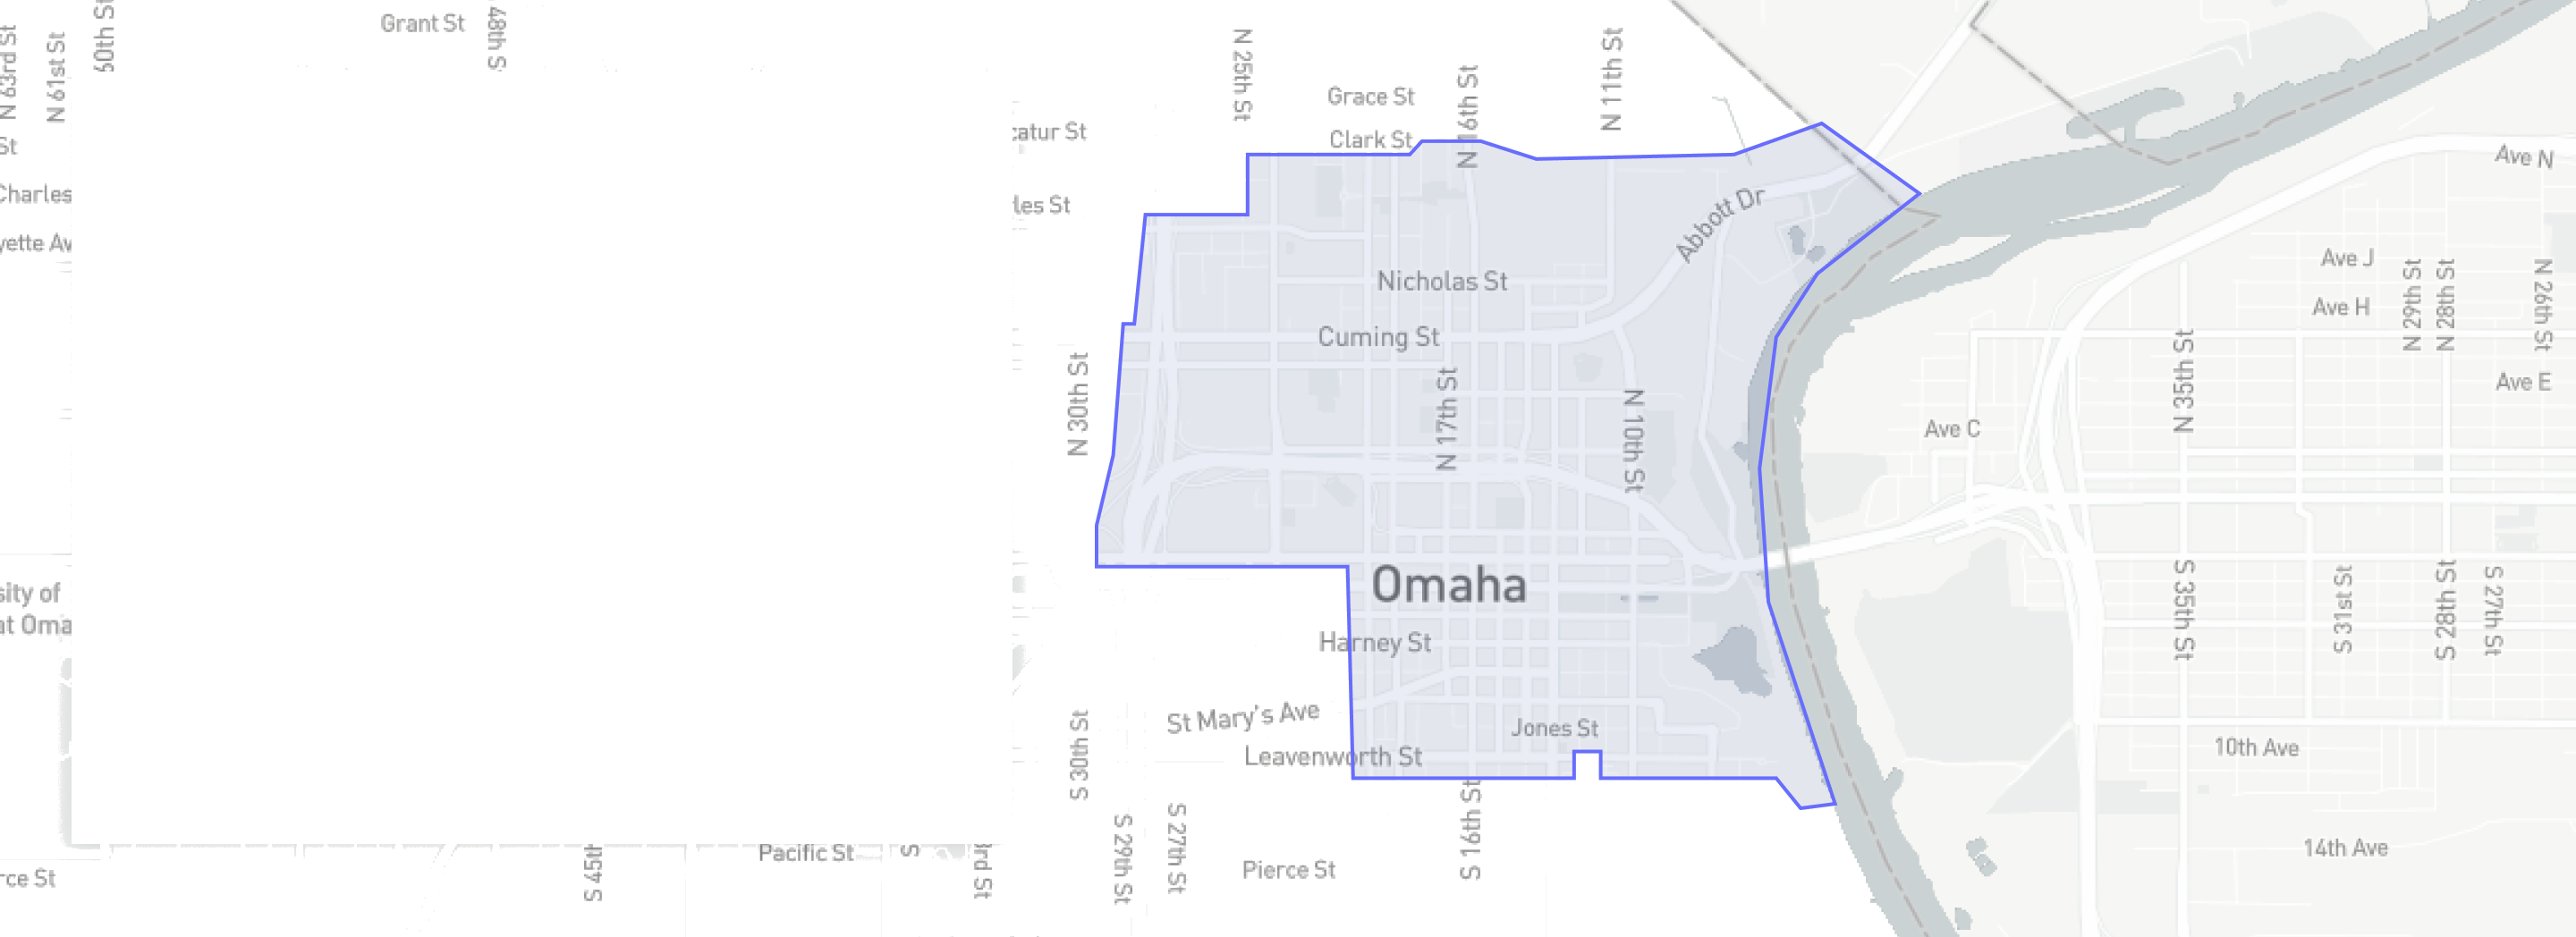 Grant St
N 63rd St
N 61st St
60th St
48th S
N 25th St
Grace St
N 16th St
N 11th St
Clark St
catur St
St
Ave N
Charles
les St
Abbott Dr
yette Av
Ave J
N 29th St
N 28th St
N 26th St
Nicholas St
Ave H
Cuming St
N 30th St
N 17th St
N 10th St
N 35th St
Ave E
Ave C
Omaha
sity of
at Oma
S 35th St
S 31st St
S 28th St
S 27th St
Harney St
St Mary's Ave
Jones St
Leavenworth St
S 30th St
10th Ave
S 29th St
S 27th St
S 16th St
Pacific St
S
S 45th
3rd St
Pierce St
14th Ave
rce St